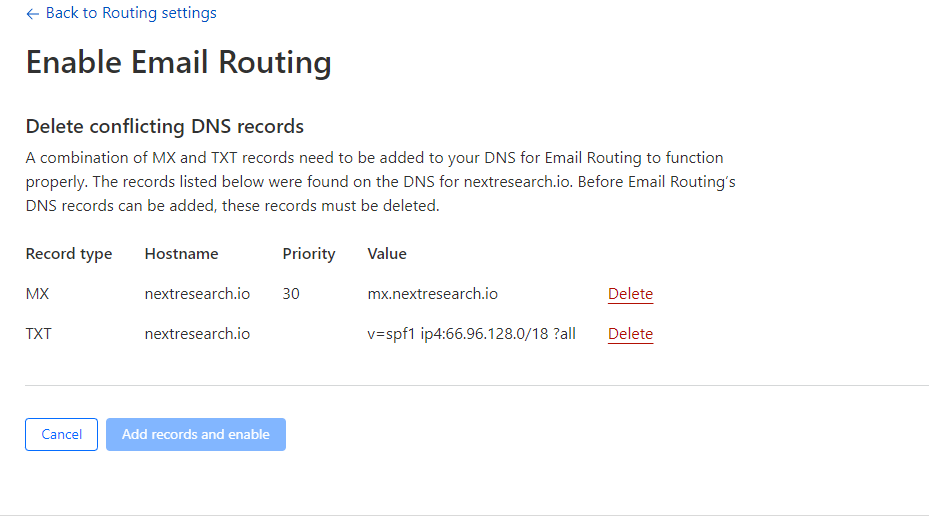 ← Back to Routing settings
Enable Email Routing
Delete conflicting DNS records
A combination of MX and TXT records need to be added to your DNS for Email Routing to function
properly. The records listed below were found on the DNS for nextresearch.io. Before Email Routing's
DNS records can be added, these records must be deleted.
Record type Hostname Priority Value
MX nextresearch.io 30 mx.nextresearch.io Delete
TXT nextresearch.io v=spf1 ip4:66.96.128.0/18 ?all Delete
Cancel Add records and enable